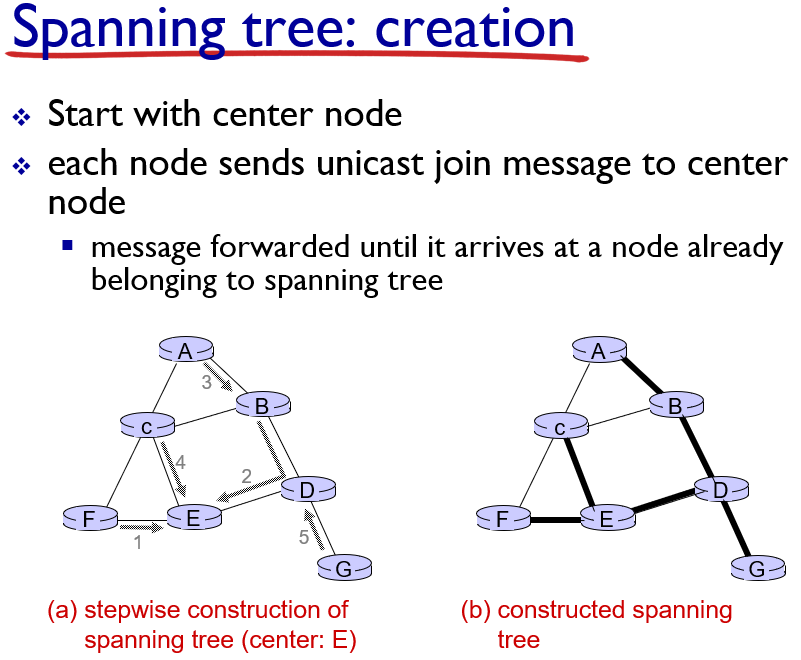 Spanning tree: creation
Start with center node
each node sends unicast join message to center
node
message forwarded until it arrives at a node already
belonging to spanning tree
A
3
B
c
4
2
D
F
E
1
5
G
A
B
c
D
F
E
G
(a) stepwise construction of
spanning tree (center: E)
(b) constructed spanning
tree